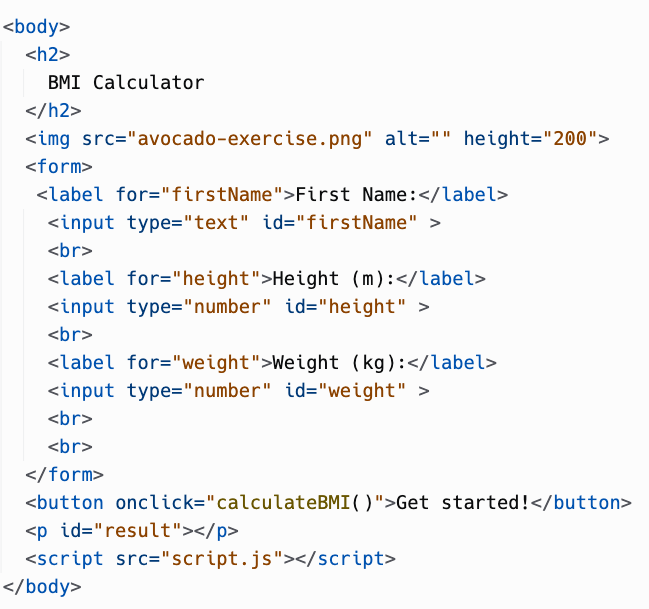 <body>
<h2>
BMI Calculator
</h2>
<img src="avocado-exercise.png" alt="" height="200">
<form>
<label for="firstName">First Name:</label>
<input type="text" id="firstName" >
<br>
<label for="height">Height (m):</label>
<input type="number" id="height" >
<br>
<label for="weight">Weight (kg):</label>
<input type="number" id="weight" >
<br>
<br>
</form>
<button onclick="calculateBMI()">Get started!</button>
<p id="result"></p>
<script src="script.js"></script>
</body>